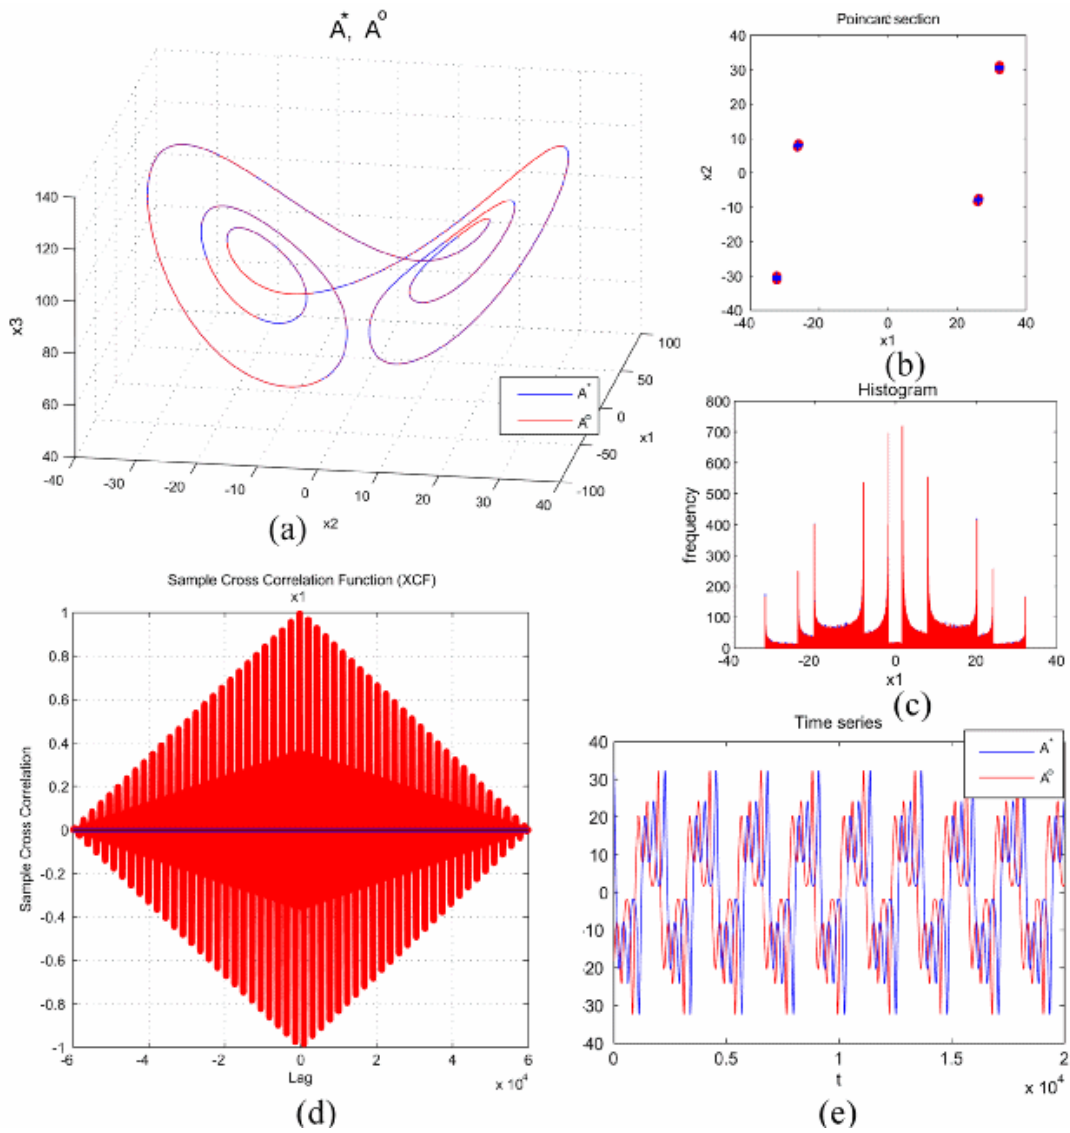 A*, A°
140
120
100
80
60
40
x3
-40
-30
-20
-10
0
10
20
30
40
x2
-100
-50
0
50
100
x1
A*
A°
(a)
Poincaré section
40
30
20
10
0
-10
-20
-30
-40
x2
-40
-20
0
20
40
x1
(b)
Histogram
800
700
600
500
400
300
200
100
0
frequency
-40
-20
0
20
40
x1
(c)
Sample Cross Correlation Function (XCF)
x1
1
0.8
0.6
0.4
0.2
0
-0.2
-0.4
-0.6
-0.8
-1
Sample Cross Correlation
-6
-4
-2
0
2
4
6
Lag
x 10^4
(d)
Time series
A*
A°
40
30
20
10
0
-10
-20
-30
-40
0
0.5
1
1.5
2
t
x 10^4
(e)